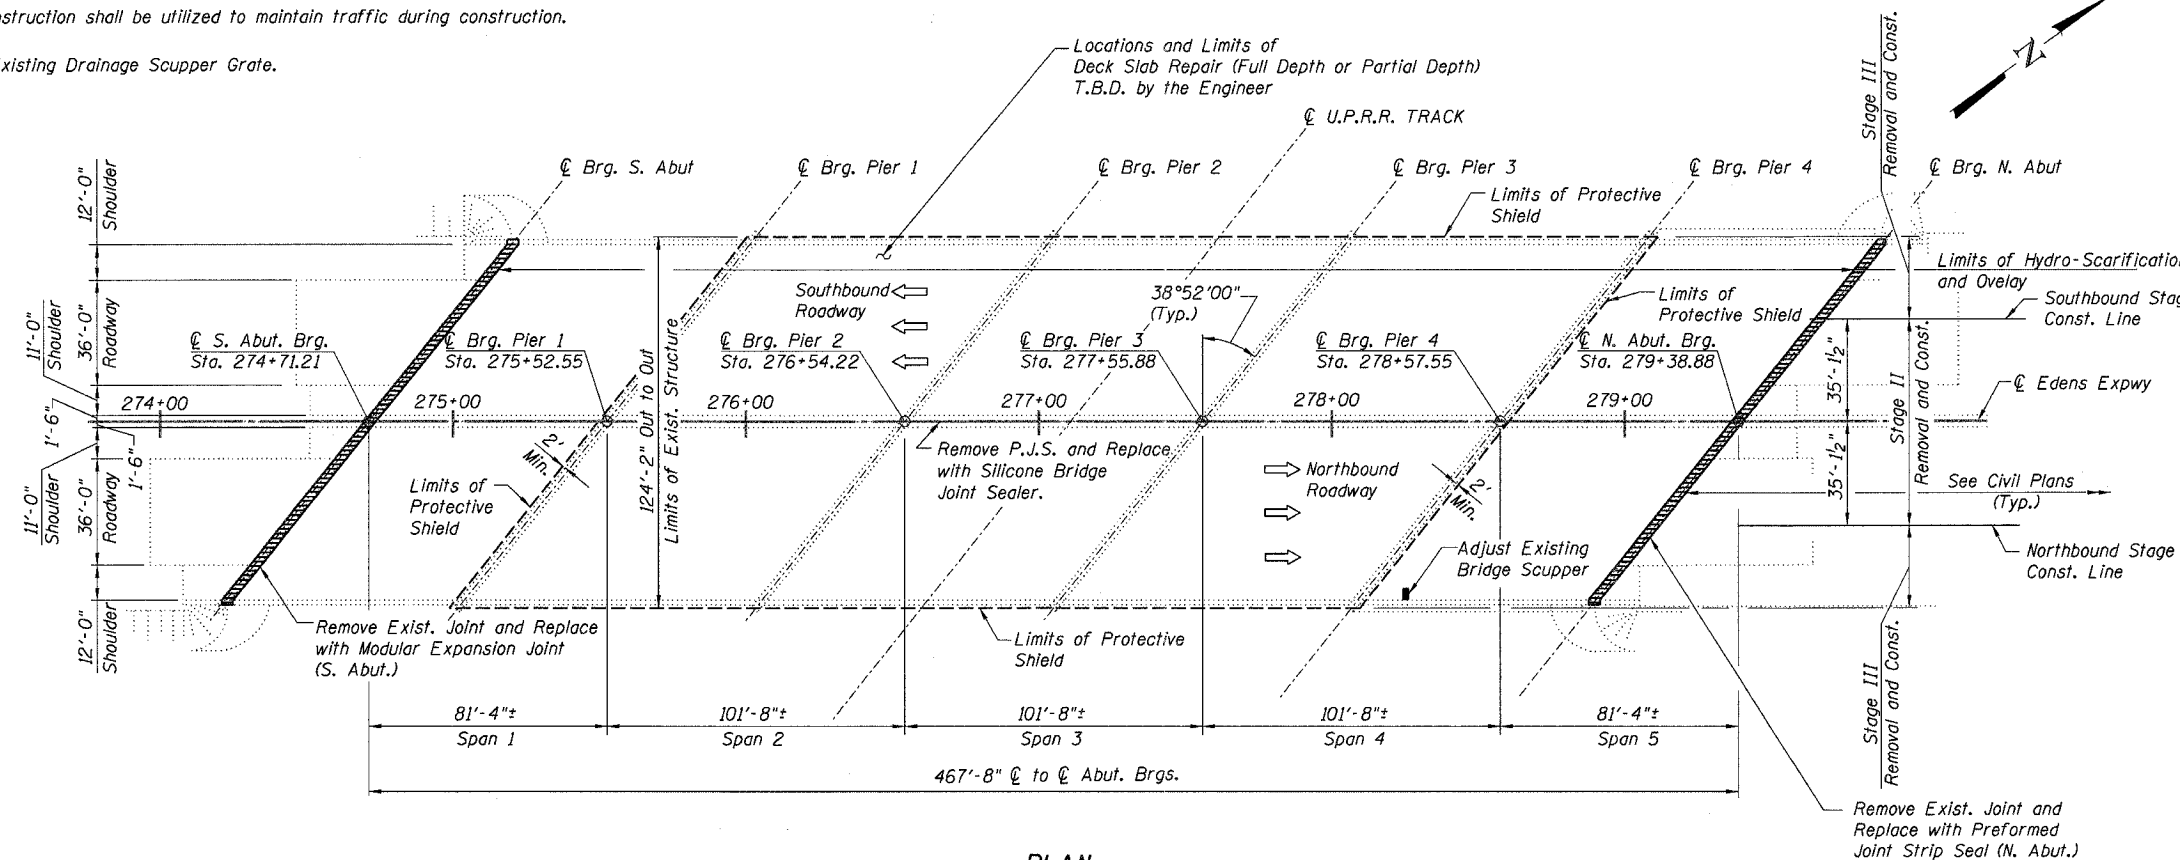 nstruction shall be utilized to maintain traffic during construction.
xisting Drainage Scupper Grate.
Locations and Limits of
Deck Slab Repair (Full Depth or Partial Depth)
T.B.D. by the Engineer
℄ U.P.R.R. TRACK
Stage III
Removal and Const.
N
℄ Brg. S. Abut
℄ Brg. Pier 1
℄ Brg. Pier 2
℄ Brg. Pier 3
℄ Brg. Pier 4
℄ Brg. N. Abut
Limits of Protective
Shield
12'-0"
Shoulder
36'-0"
Roadway
11'-0"
Shoulder
1'-6"
1'-6"
11'-0"
Shoulder
36'-0"
Roadway
12'-0"
Shoulder
Southbound
Roadway
38°52'00"
(Typ.)
Limits of
Protective Shield
Limits of Hydro-Scarificatio
and Ovelay
Southbound Stag
Const. Line
℄ S. Abut. Brg.
Sta. 274+71.21
℄ Brg. Pier 1
Sta. 275+52.55
℄ Brg. Pier 2
Sta. 276+54.22
℄ Brg. Pier 3
Sta. 277+55.88
℄ Brg. Pier 4
Sta. 278+57.55
℄ N. Abut. Brg.
Sta. 279+38.88
274+00
275+00
276+00
277+00
278+00
279+00
124'-2" Out to Out
Limits of Exist. Structure
35'-1½"
35'-1½"
Stage II
Removal and Const.
℄ Edens Expwy
2'
Min.
Remove P.J.S. and Replace
with Silicone Bridge
Joint Sealer.
Northbound
Roadway
2'
Min.
Limits of
Protective
Shield
See Civil Plans
(Typ.)
Adjust Existing
Bridge Scupper
Northbound Stage
Const. Line
Remove Exist. Joint and Replace
with Modular Expansion Joint
(S. Abut.)
Limits of Protective
Shield
Stage III
Removal and Const.
81'-4"±
Span 1
101'-8"±
Span 2
101'-8"±
Span 3
101'-8"±
Span 4
81'-4"±
Span 5
467'-8" ℄ to ℄ Abut. Brgs.
Remove Exist. Joint and
Replace with Preformed
Joint Strip Seal (N. Abut.)
PLAN